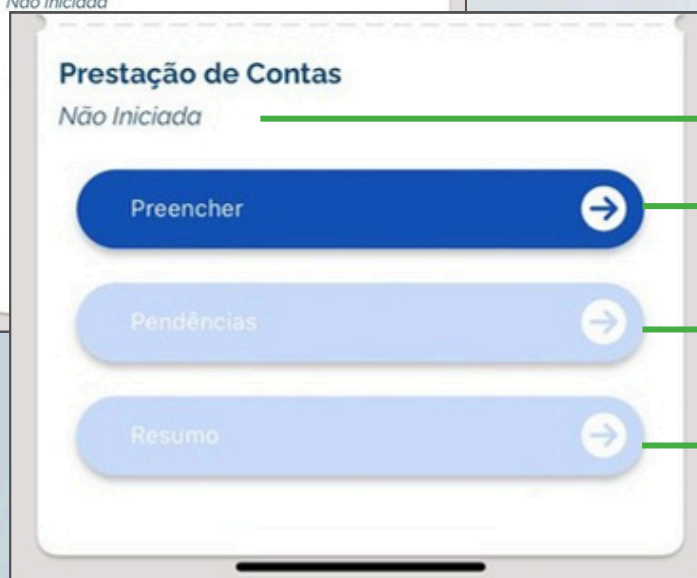 Não Iniciada
Prestação de Contas
Não Iniciada
Preencher
Pendências
Resumo